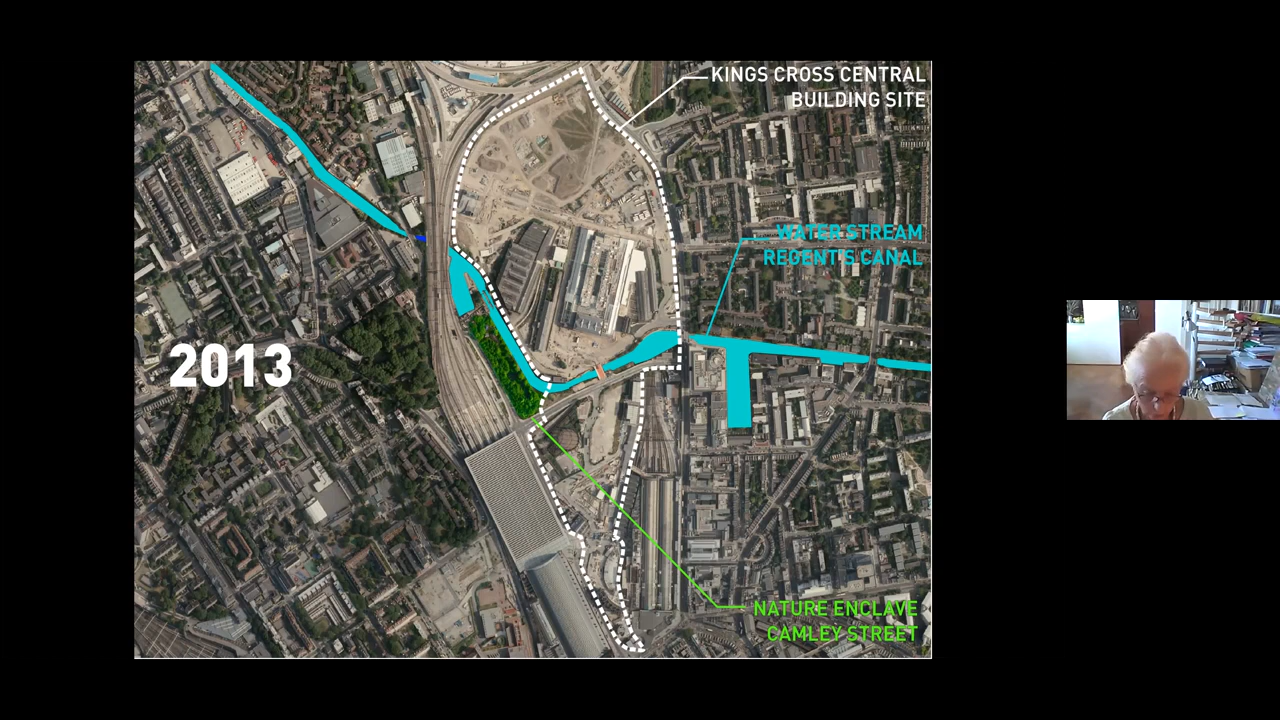 KINGS CROSS CENTRAL
BUILDING SITE
WATER STREAM
REGENT'S CANAL
2013
NATURE ENCLAVE
CAMLEY STREET